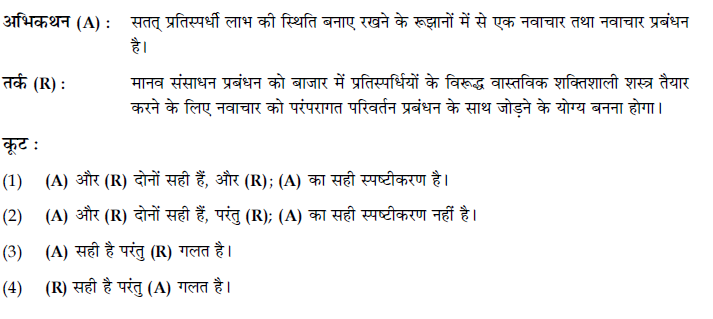 अभिकथन (A) : सतत् प्रतिस्पर्धी लाभ की स्थिति बनाए रखने के रूझानों में से एक नवाचार तथा नवाचार प्रबंधन
है।
तर्क (R) : मानव संसाधन प्रबंधन को बाजार में प्रतिस्पर्धियों के विरूद्ध वास्तविक शक्तिशाली शस्त्र तैयार
करने के लिए नवाचार को परंपरागत परिवर्तन प्रबंधन के साथ जोड़ने के योग्य बनना होगा।
कूट :
(1) (A) और (R) दोनों सही हैं, और (R); (A) का सही स्पष्टीकरण है।
(2) (A) और (R) दोनों सही हैं, परंतु (R); (A) का सही स्पष्टीकरण नहीं है।
(3) (A) सही है परंतु (R) गलत है।
(4) (R) सही है परंतु (A) गलत है।